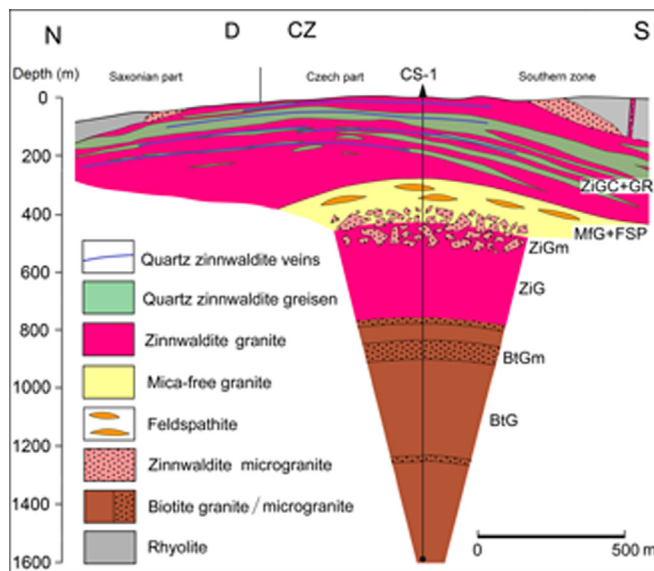 N D CZ S
Depth (m) Saxonian part Czech part CS-1 Southern zone
0
200
ZiGC+GR
400
MfG+FSP
ZiGm
600
Quartz zinnwaldite veins
ZiG
Quartz zinnwaldite greisen
800
Zinnwaldite granite
BtGm
1000
Mica-free granite
BtG
1200
Feldspathite
Zinnwaldite microgranite
1400
Biotite granite / microgranite
0 500 m
Rhyolite
1600